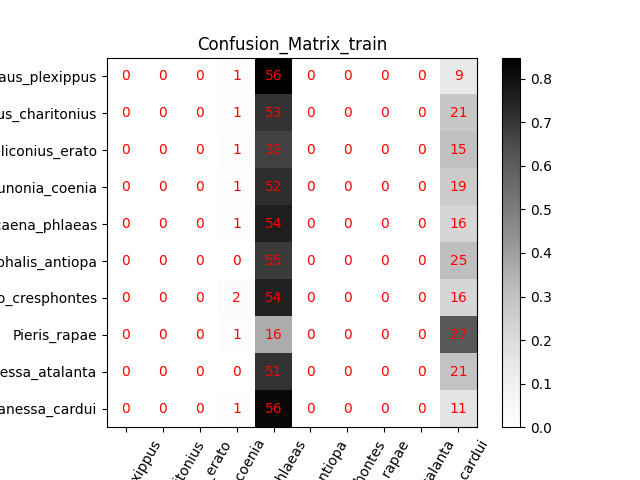 Confusion_Matrix_train
aus_plexippus 0 0 0 1 56 0 0 0 0 9
us_charitonius 0 0 0 1 53 0 0 0 0 21
liconius_erato 0 0 0 1 33 0 0 0 0 15
unonia_coenia 0 0 0 1 52 0 0 0 0 19
caena_phlaeas 0 0 0 1 54 0 0 0 0 16
phalis_antiopa 0 0 0 0 55 0 0 0 0 25
o_cresphontes 0 0 0 2 54 0 0 0 0 16
Pieris_rapae 0 0 0 1 16 0 0 0 0 27
essa_atalanta 0 0 0 0 51 0 0 0 0 21
anessa_cardui 0 0 0 1 56 0 0 0 0 11
xippus
itonius
_erato
coenia
hlaeas
ntiopa
hontes
rapae
alanta
cardui
0.8
0.7
0.6
0.5
0.4
0.3
0.2
0.1
0.0